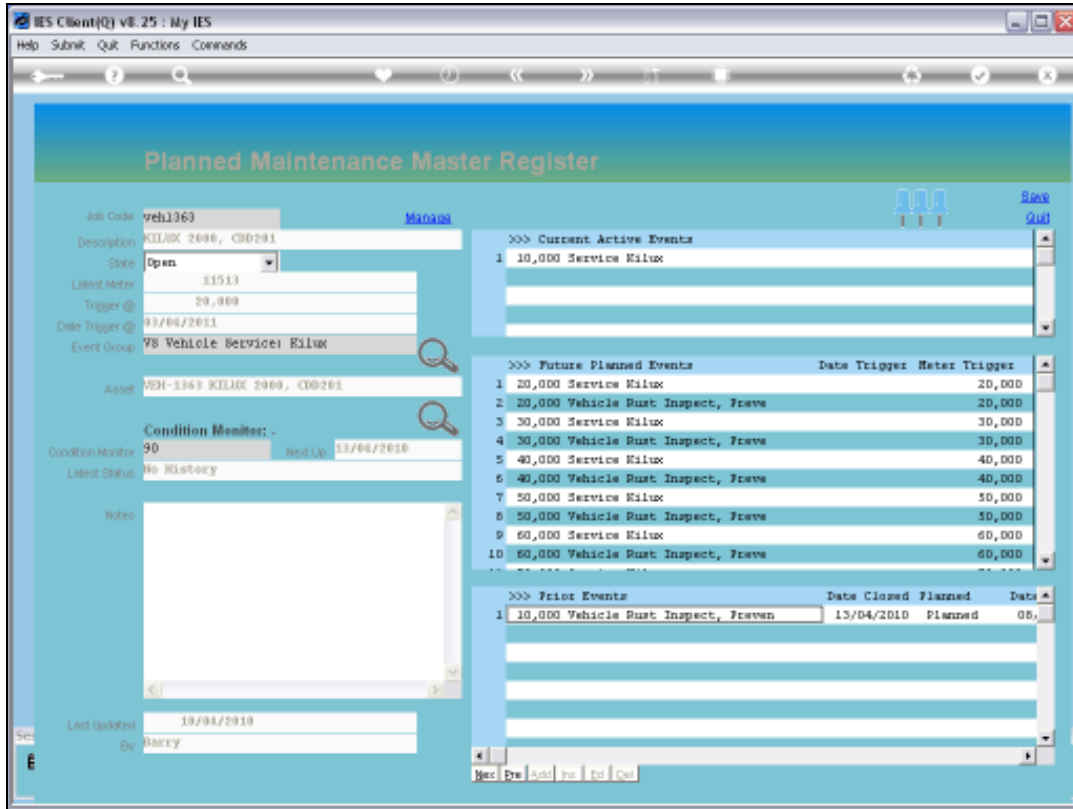 IES Client(Q) v8.25 : My IES
Help Submit Quit Functions Commands
Planned Maintenance Master Register
Save
Quit
Job Code veh1363 Manage
Description KILUX 2000, CDD201
State Open
Latest Meter 11513
Trigger @ 20,000
Date Trigger @ 03/04/2011
Event Group V8 Vehicle Service: Kilux
Asset VEH-1363 KILUX 2000, CDD201
Condition Monitor: -
Condition Monitor 90 Next Up 13/04/2010
Latest Status No History
Notes
Last Updated 10/04/2010
By Barry
>>> Current Active Events
1 10,000 Service Kilux
>>> Future Planned Events Date Trigger Meter Trigger
1 20,000 Service Kilux 20,000
2 20,000 Vehicle Rust Inspect, Preve 20,000
3 30,000 Service Kilux 30,000
4 30,000 Vehicle Rust Inspect, Preve 30,000
5 40,000 Service Kilux 40,000
6 40,000 Vehicle Rust Inspect, Preve 40,000
7 50,000 Service Kilux 50,000
8 50,000 Vehicle Rust Inspect, Preve 50,000
9 60,000 Service Kilux 60,000
10 60,000 Vehicle Rust Inspect, Preve 60,000
>>> Prior Events Date Closed Planned Date
1 10,000 Vehicle Rust Inspect, Preven 13/04/2010 Planned 08,
Nex Pre Add Ins Ed Del